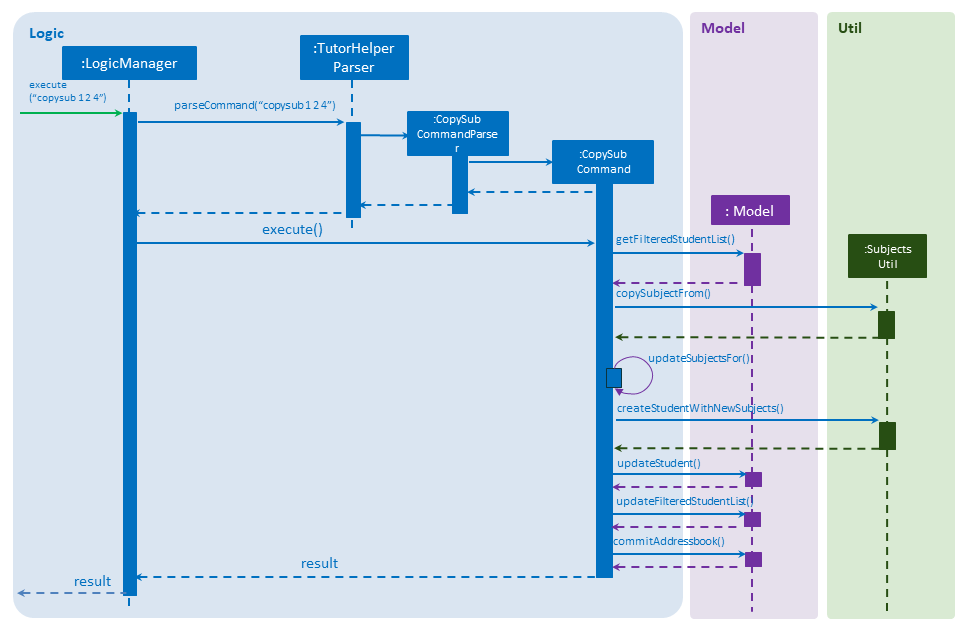 Logic
Model
Util
:LogicManager
:TutorHelper
Parser
execute
(“copysub 1 2 4”)
parseCommand(“copysub 1 2 4”)
:CopySub
CommandParse
r
:CopySub
Command
: Model
execute()
getFilteredStudentList()
:Subjects
Util
copySubjectFrom()
updateSubjectsFor()
createStudentWithNewSubjects()
updateStudent()
updateFilteredStudentList()
commitAddressbook()
result
result